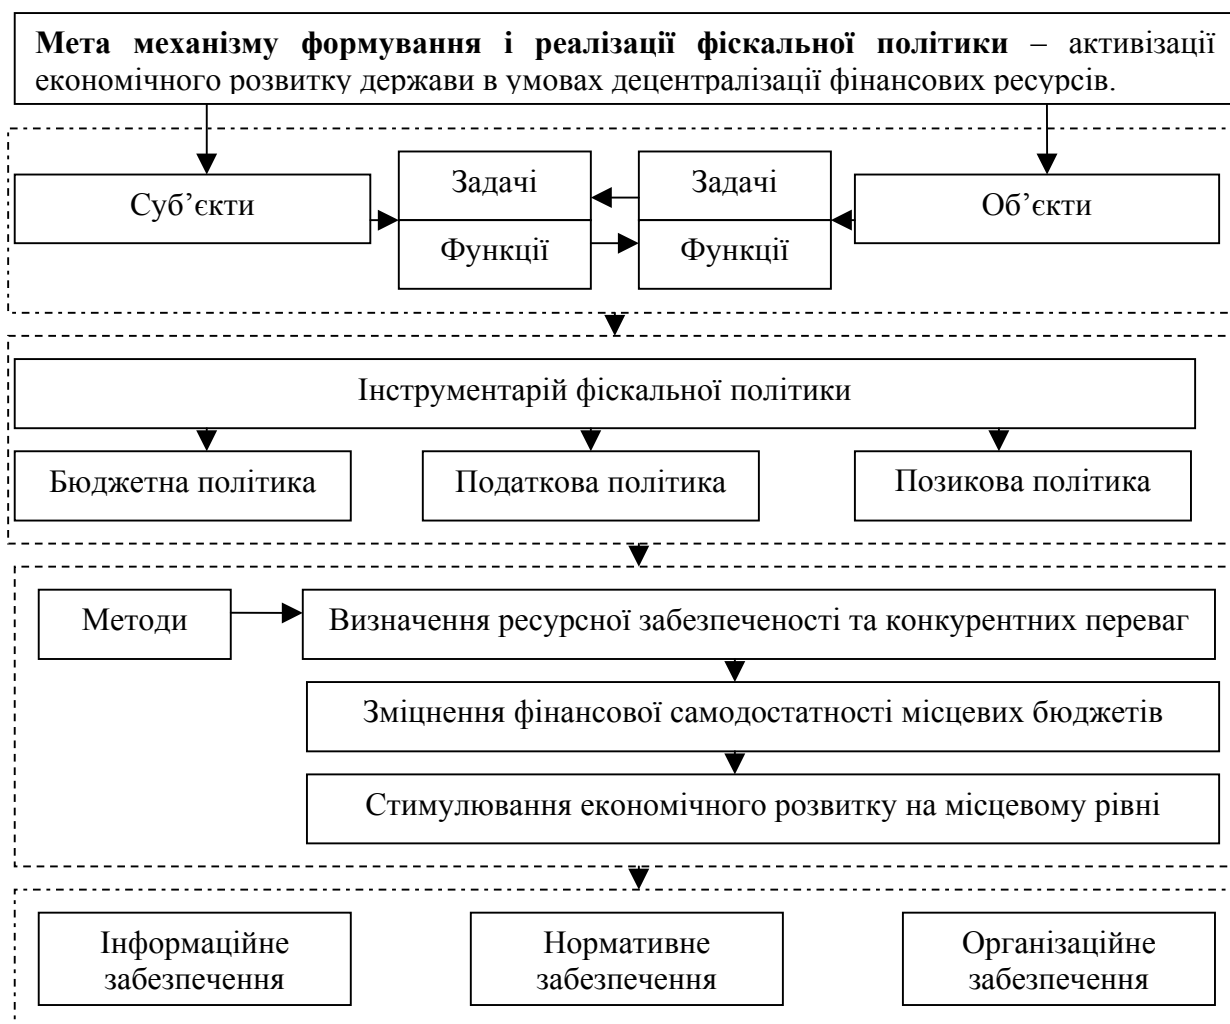 Мета механізму формування і реалізації фіскальної політики – активізації
економічного розвитку держави в умовах децентралізації фінансових ресурсів.
Суб’єкти
Задачі
Функції
Задачі
Функції
Об’єкти
Інструментарій фіскальної політики
Бюджетна політика
Податкова політика
Позикова політика
Методи
Визначення ресурсної забезпеченості та конкурентних переваг
Зміцнення фінансової самодостатності місцевих бюджетів
Стимулювання економічного розвитку на місцевому рівні
Інформаційне
забезпечення
Нормативне
забезпечення
Організаційне
забезпечення